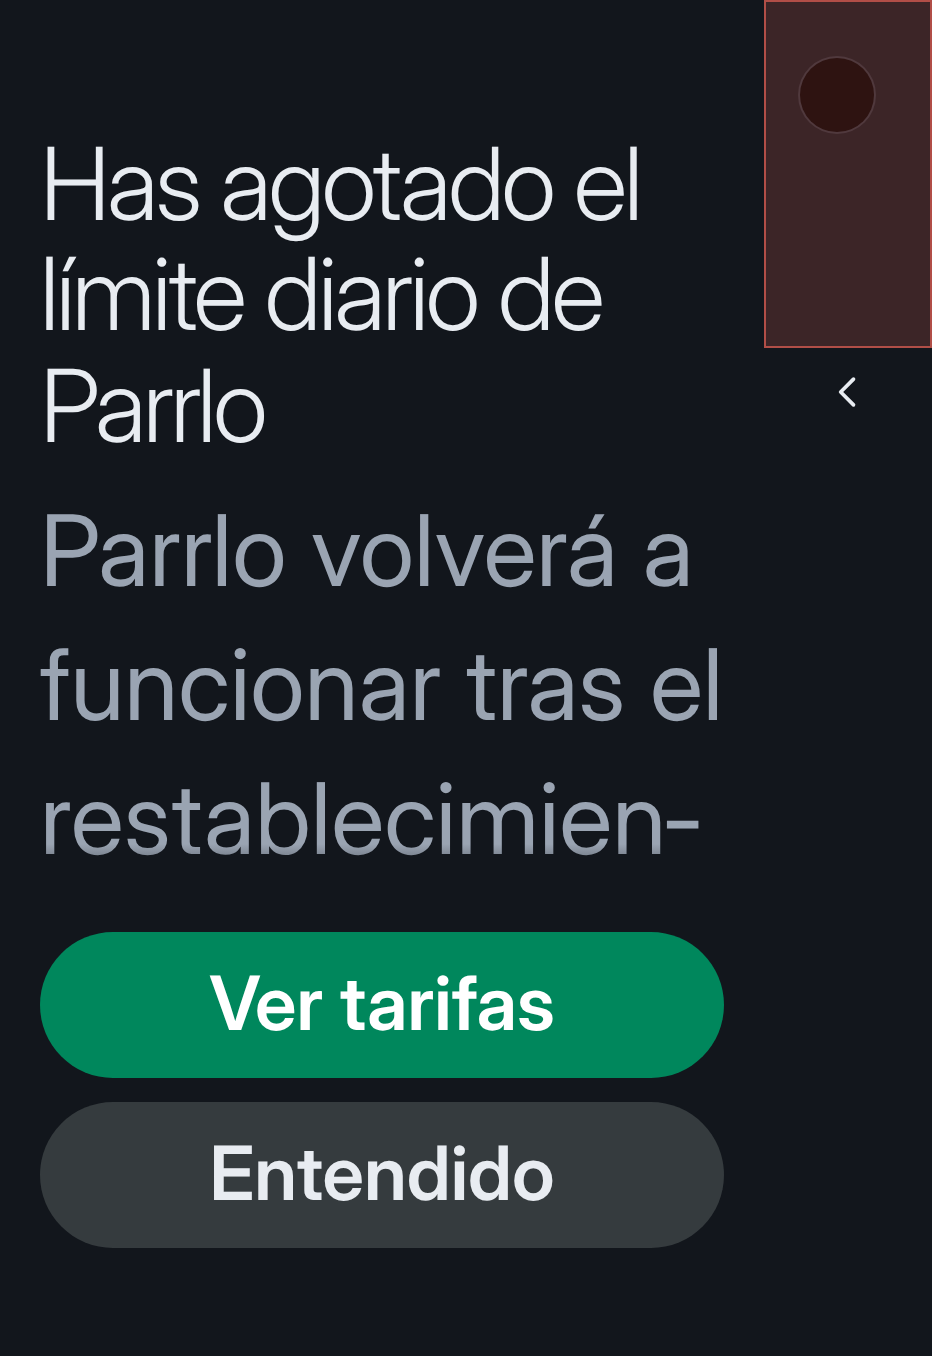 Has agotado el
límite diario de
Parrlo
Parrlo volverá a
funcionar tras el
restablecimien-
Ver tarifas
Entendido